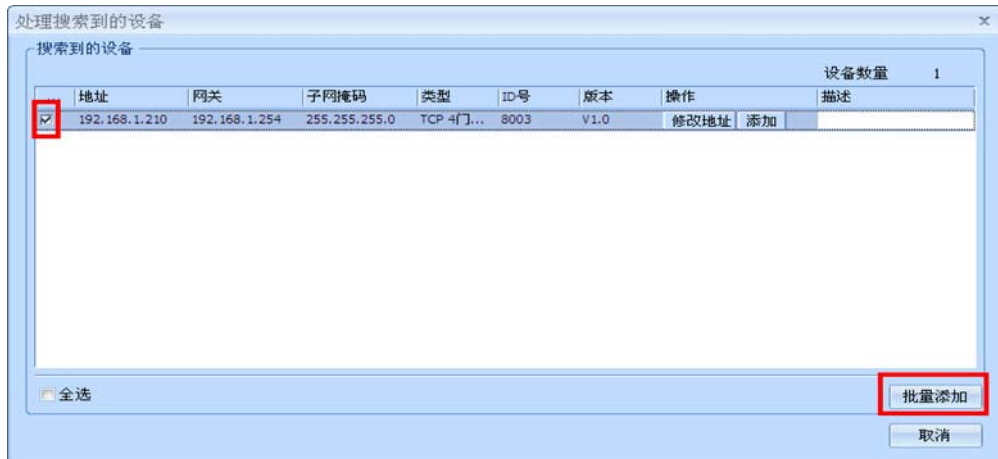 处理搜索到的设备
搜索到的设备
设备数量 1
... 地址 网关 子网掩码 类型 ID号 版本 操作 描述
192.168.1.210 192.168.1.254 255.255.255.0 TCP 4门... 8003 V1.0 修改地址 添加
全选 批量添加
取消